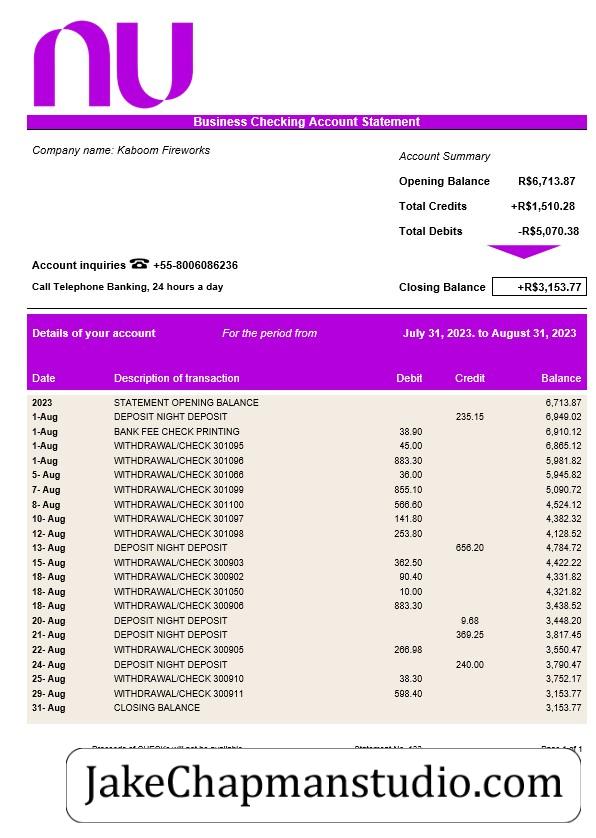 nu
Business Checking Account Statement
Company name: Kaboom Fireworks
Account Summary
Opening Balance R$6,713.87
Total Credits +R$1,510.28
Total Debits -R$5,070.38
Account inquiries ☎ +55-8006086236
Call Telephone Banking, 24 hours a day
Closing Balance +R$3,153.77
Details of your account For the period from July 31, 2023. to August 31, 2023
Date Description of transaction Debit Credit Balance
2023 STATEMENT OPENING BALANCE 6,713.87
1-Aug DEPOSIT NIGHT DEPOSIT 235.15 6,949.02
1-Aug BANK FEE CHECK PRINTING 38.90 6,910.12
1-Aug WITHDRAWAL/CHECK 301095 45.00 6,865.12
1-Aug WITHDRAWAL/CHECK 301096 883.30 5,981.82
5- Aug WITHDRAWAL/CHECK 301066 36.00 5,945.82
7- Aug WITHDRAWAL/CHECK 301099 855.10 5,090.72
8- Aug WITHDRAWAL/CHECK 301100 566.60 4,524.12
10- Aug WITHDRAWAL/CHECK 301097 141.80 4,382.32
12- Aug WITHDRAWAL/CHECK 301098 253.80 4,128.52
13- Aug DEPOSIT NIGHT DEPOSIT 656.20 4,784.72
15- Aug WITHDRAWAL/CHECK 300903 362.50 4,422.22
18- Aug WITHDRAWAL/CHECK 300902 90.40 4,331.82
18- Aug WITHDRAWAL/CHECK 301050 10.00 4,321.82
18- Aug WITHDRAWAL/CHECK 300906 883.30 3,438.52
20- Aug DEPOSIT NIGHT DEPOSIT 9.68 3,448.20
21- Aug DEPOSIT NIGHT DEPOSIT 369.25 3,817.45
22- Aug WITHDRAWAL/CHECK 300905 266.98 3,550.47
24- Aug DEPOSIT NIGHT DEPOSIT 240.00 3,790.47
25- Aug WITHDRAWAL/CHECK 300910 38.30 3,752.17
29- Aug WITHDRAWAL/CHECK 300911 598.40 3,153.77
31- Aug CLOSING BALANCE 3,153.77
Proceeds of CHECKs will not be available Statement No. Page 1 of 1
JakeChapmanstudio.com